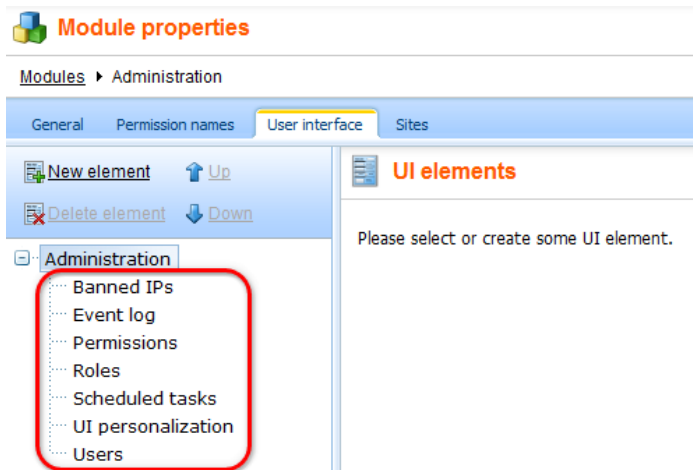 Module properties
Modules ▸ Administration
General Permission names User interface Sites
New element Up
Delete element Down
UI elements
Please select or create some UI element.
Administration
Banned IPs
Event log
Permissions
Roles
Scheduled tasks
UI personalization
Users